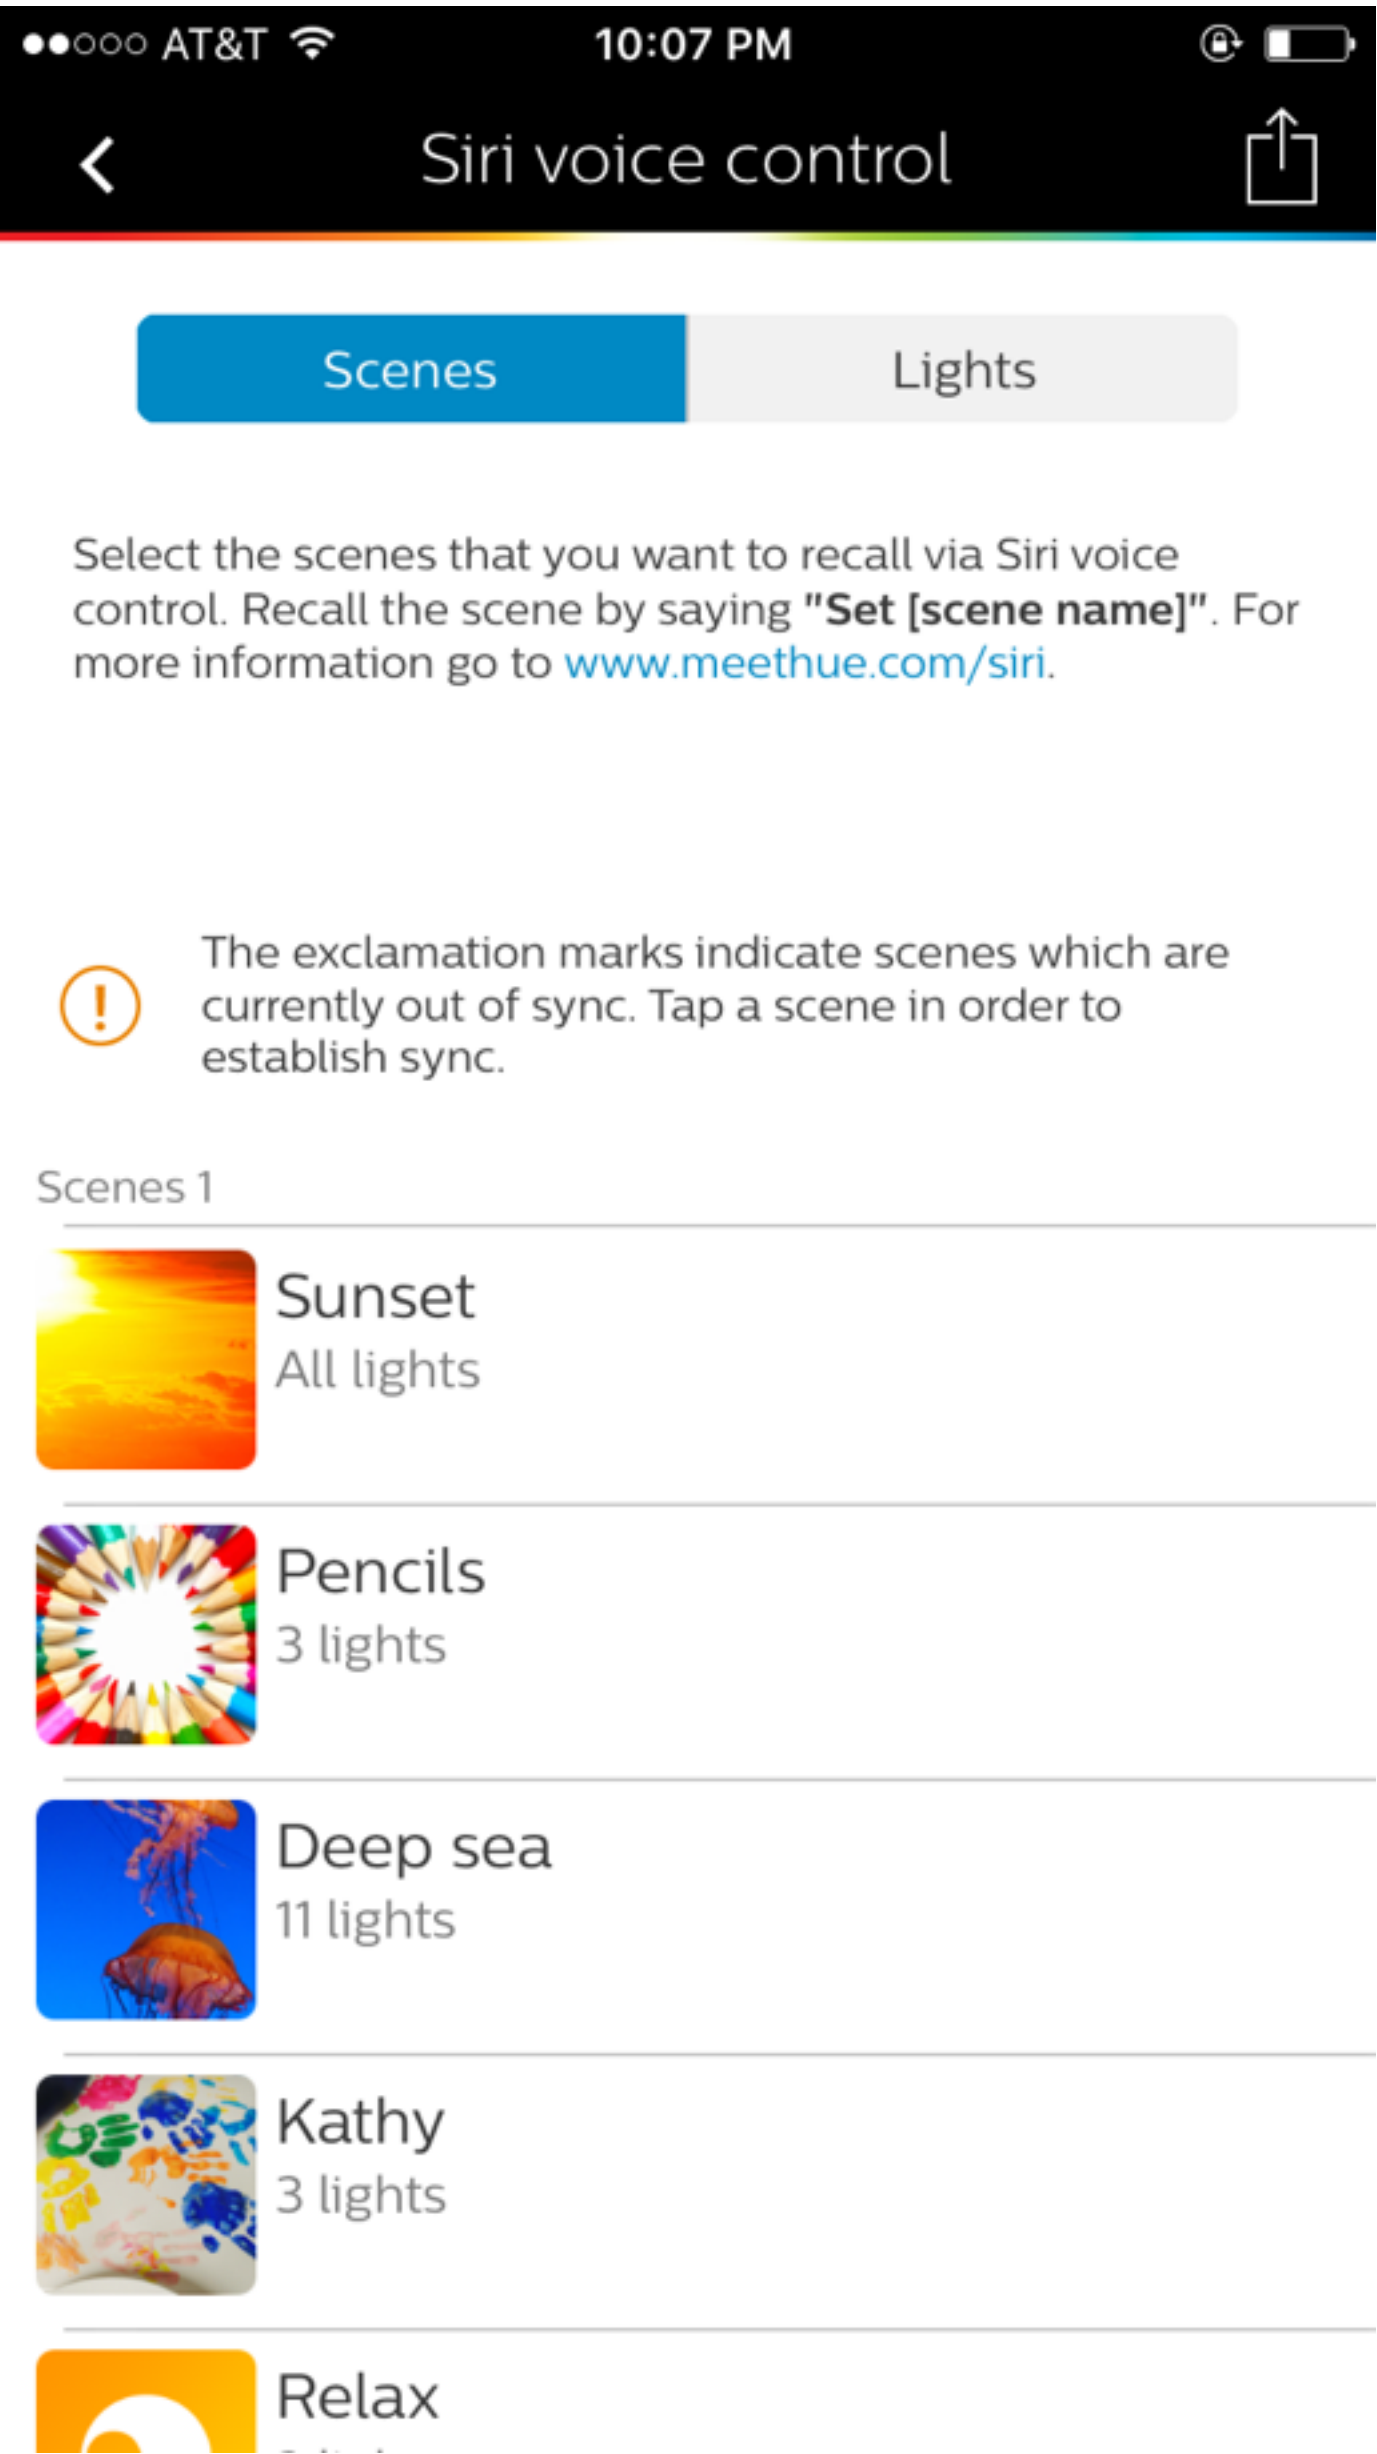 AT&T 10:07 PM
Siri voice control
Scenes Lights
Select the scenes that you want to recall via Siri voice
control. Recall the scene by saying "Set [scene name]". For
more information go to www.meethue.com/siri.
The exclamation marks indicate scenes which are
currently out of sync. Tap a scene in order to
establish sync.
Scenes 1
Sunset
All lights
Pencils
3 lights
Deep sea
11 lights
Kathy
3 lights
Relax